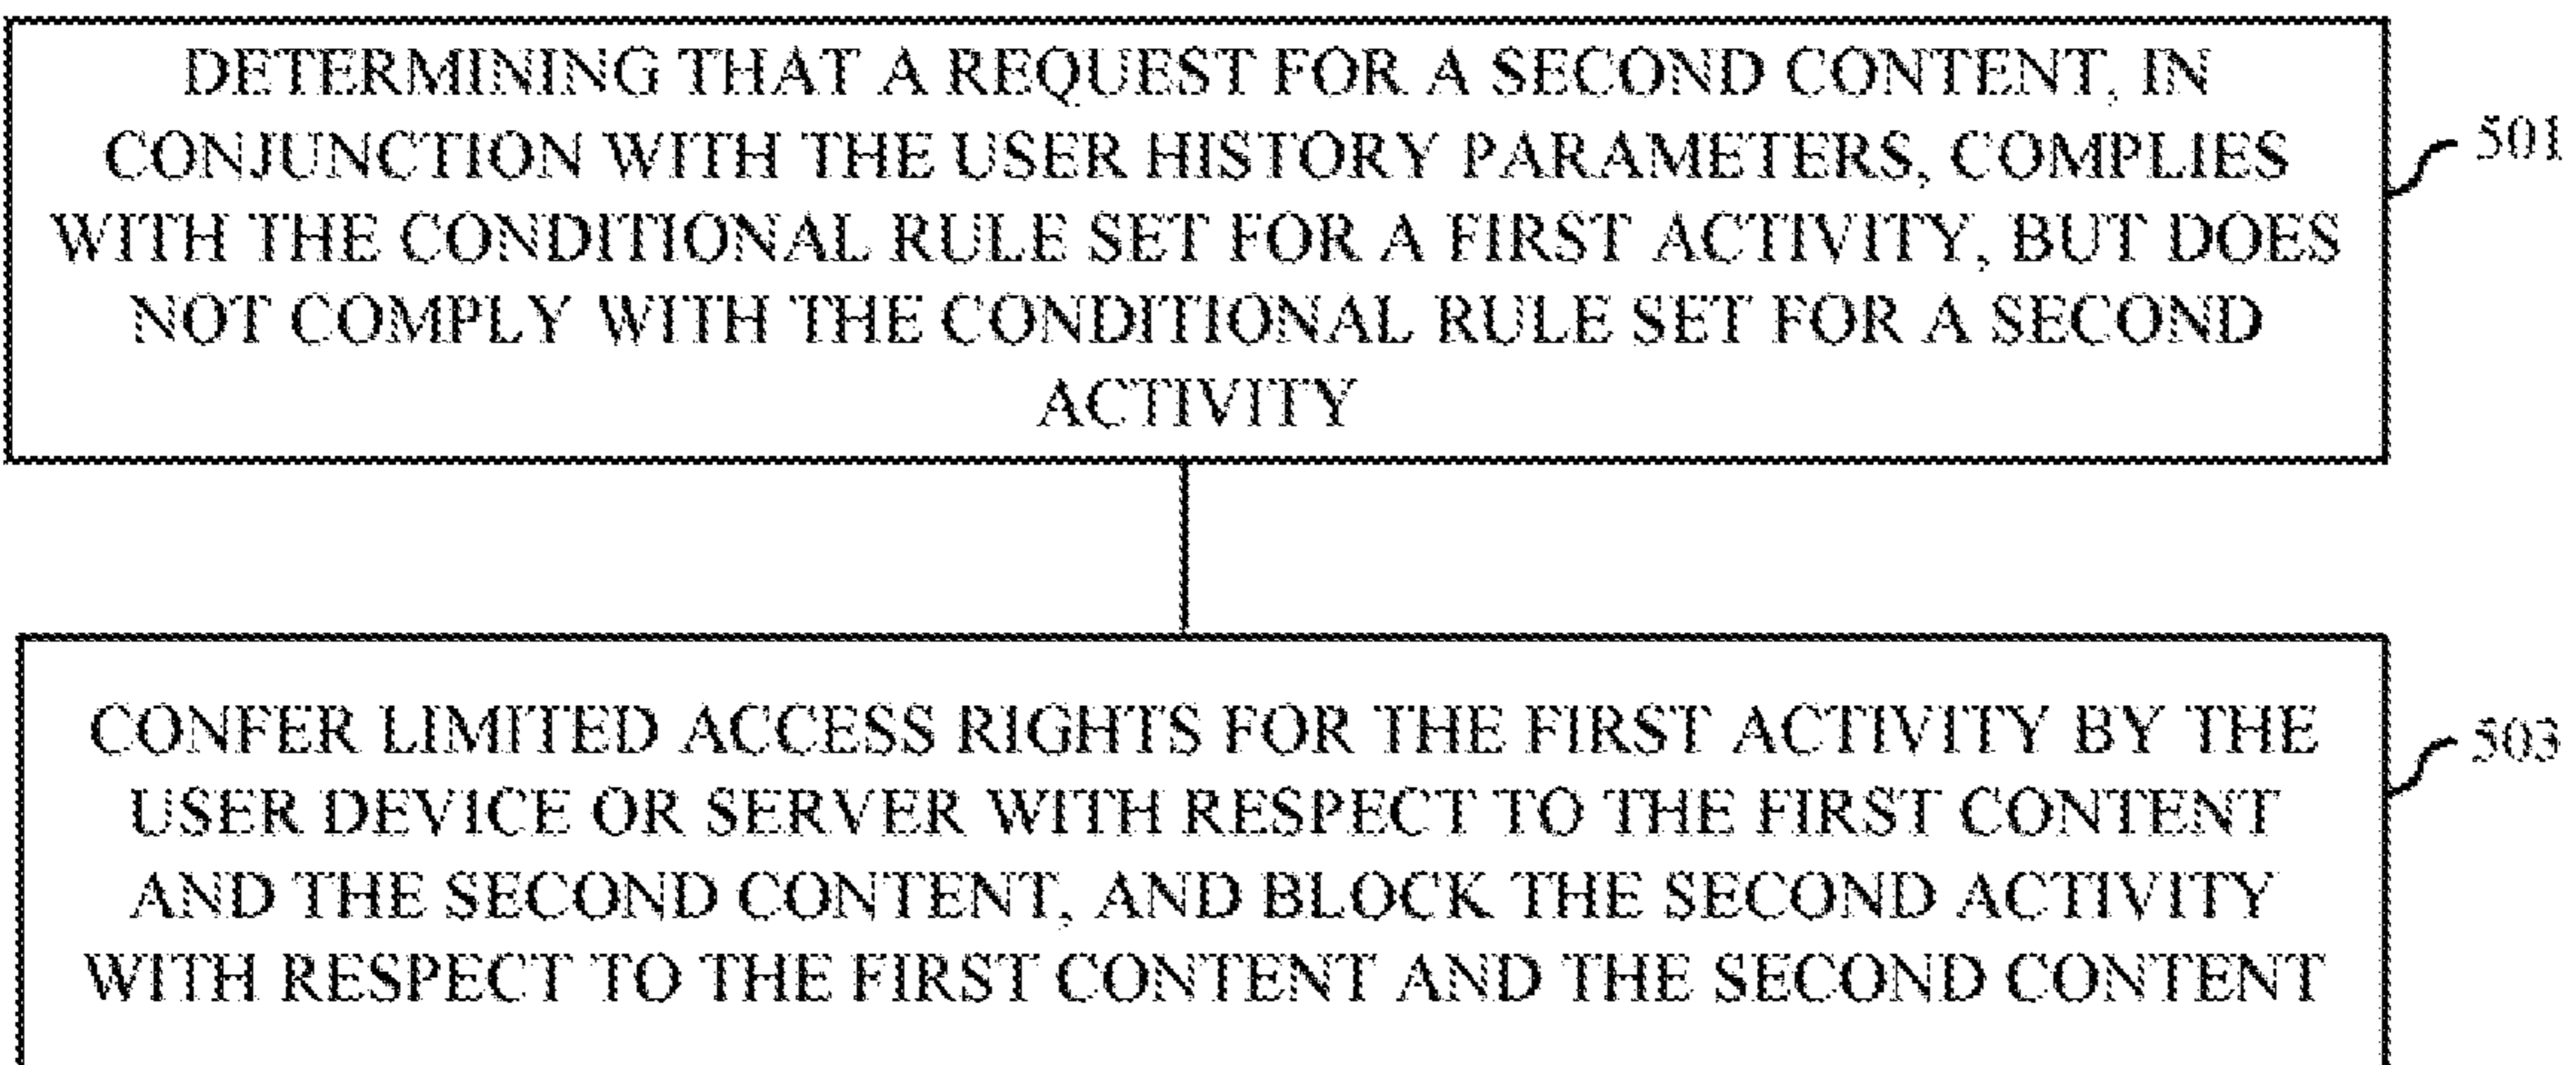 DETERMINING THAT A REQUEST FOR A SECOND CONTENT, IN
CONJUNCTION WITH THE USER HISTORY PARAMETERS, COMPLIES
WITH THE CONDITIONAL RULE SET FOR A FIRST ACTIVITY, BUT DOES
NOT COMPLY WITH THE CONDITIONAL RULE SET FOR A SECOND
ACTIVITY
501
CONFER LIMITED ACCESS RIGHTS FOR THE FIRST ACTIVITY BY THE
USER DEVICE OR SERVER WITH RESPECT TO THE FIRST CONTENT
AND THE SECOND CONTENT, AND BLOCK THE SECOND ACTIVITY
WITH RESPECT TO THE FIRST CONTENT AND THE SECOND CONTENT
503